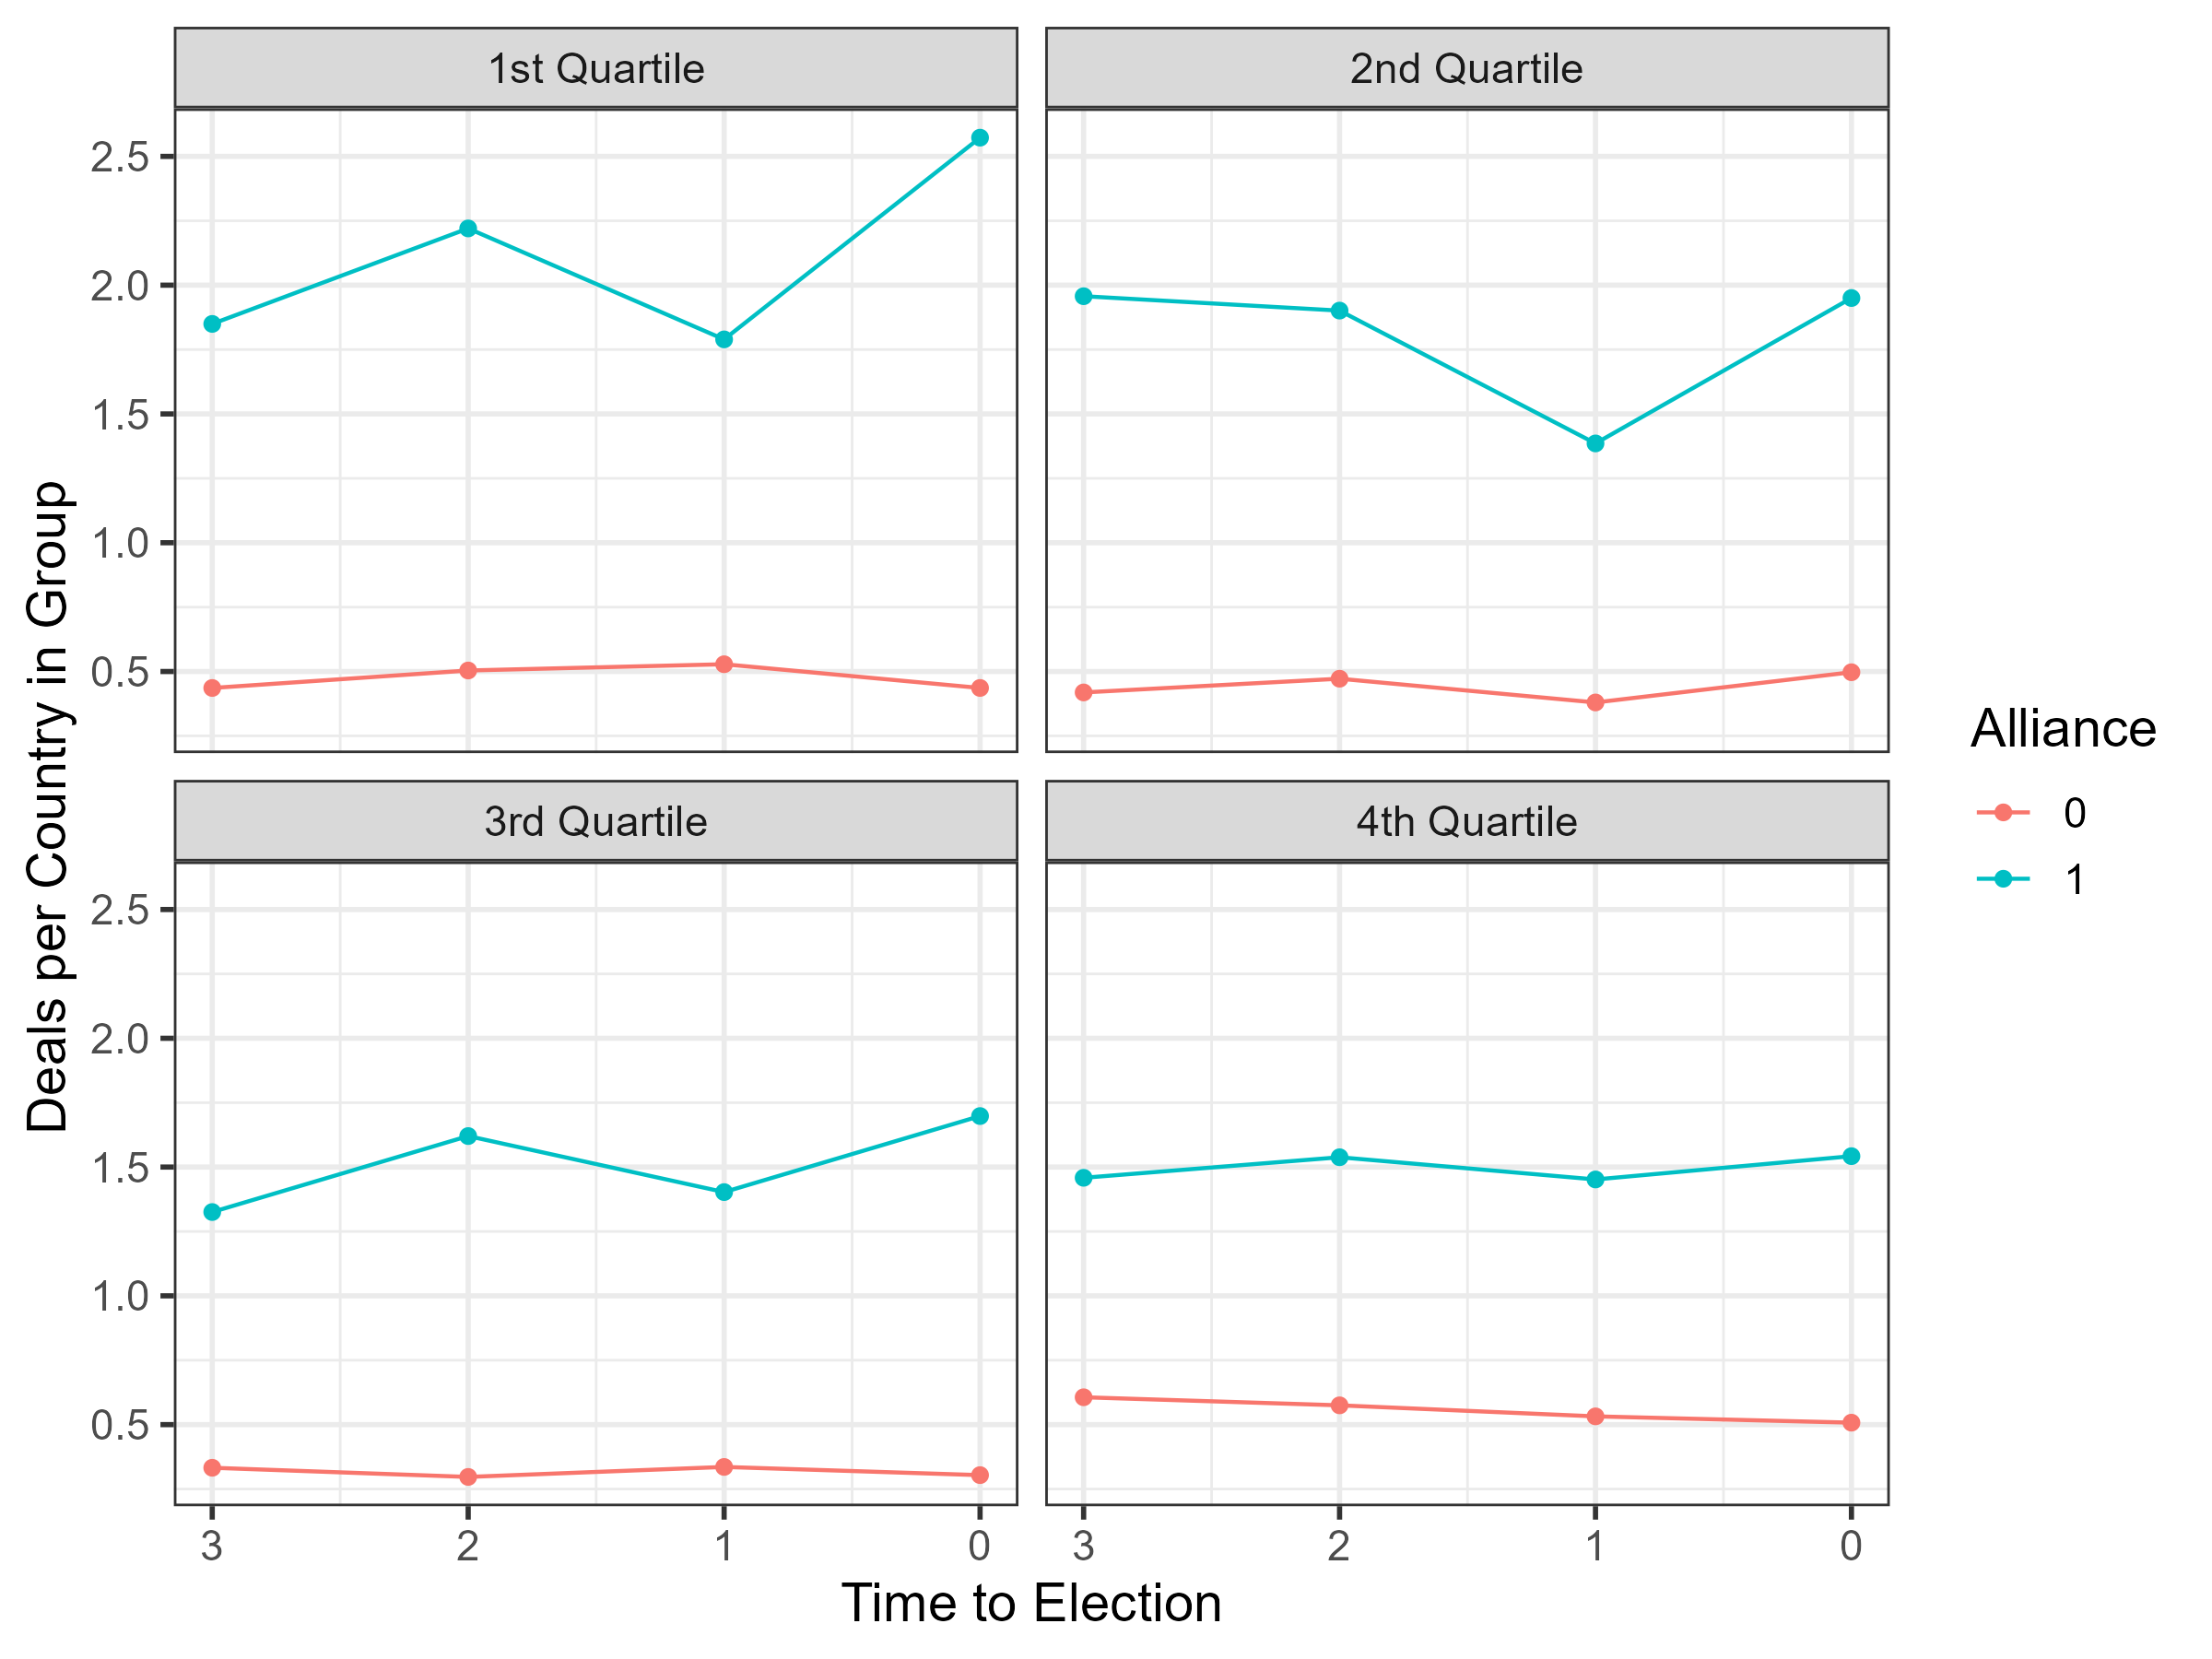 1st Quartile
2nd Quartile
2.5
2.0
1.5
1.0
0.5
3rd Quartile
4th Quartile
2.5
2.0
1.5
1.0
0.5
3 2 1 0
3 2 1 0
Time to Election
Deals per Country in Group
Alliance
0
1